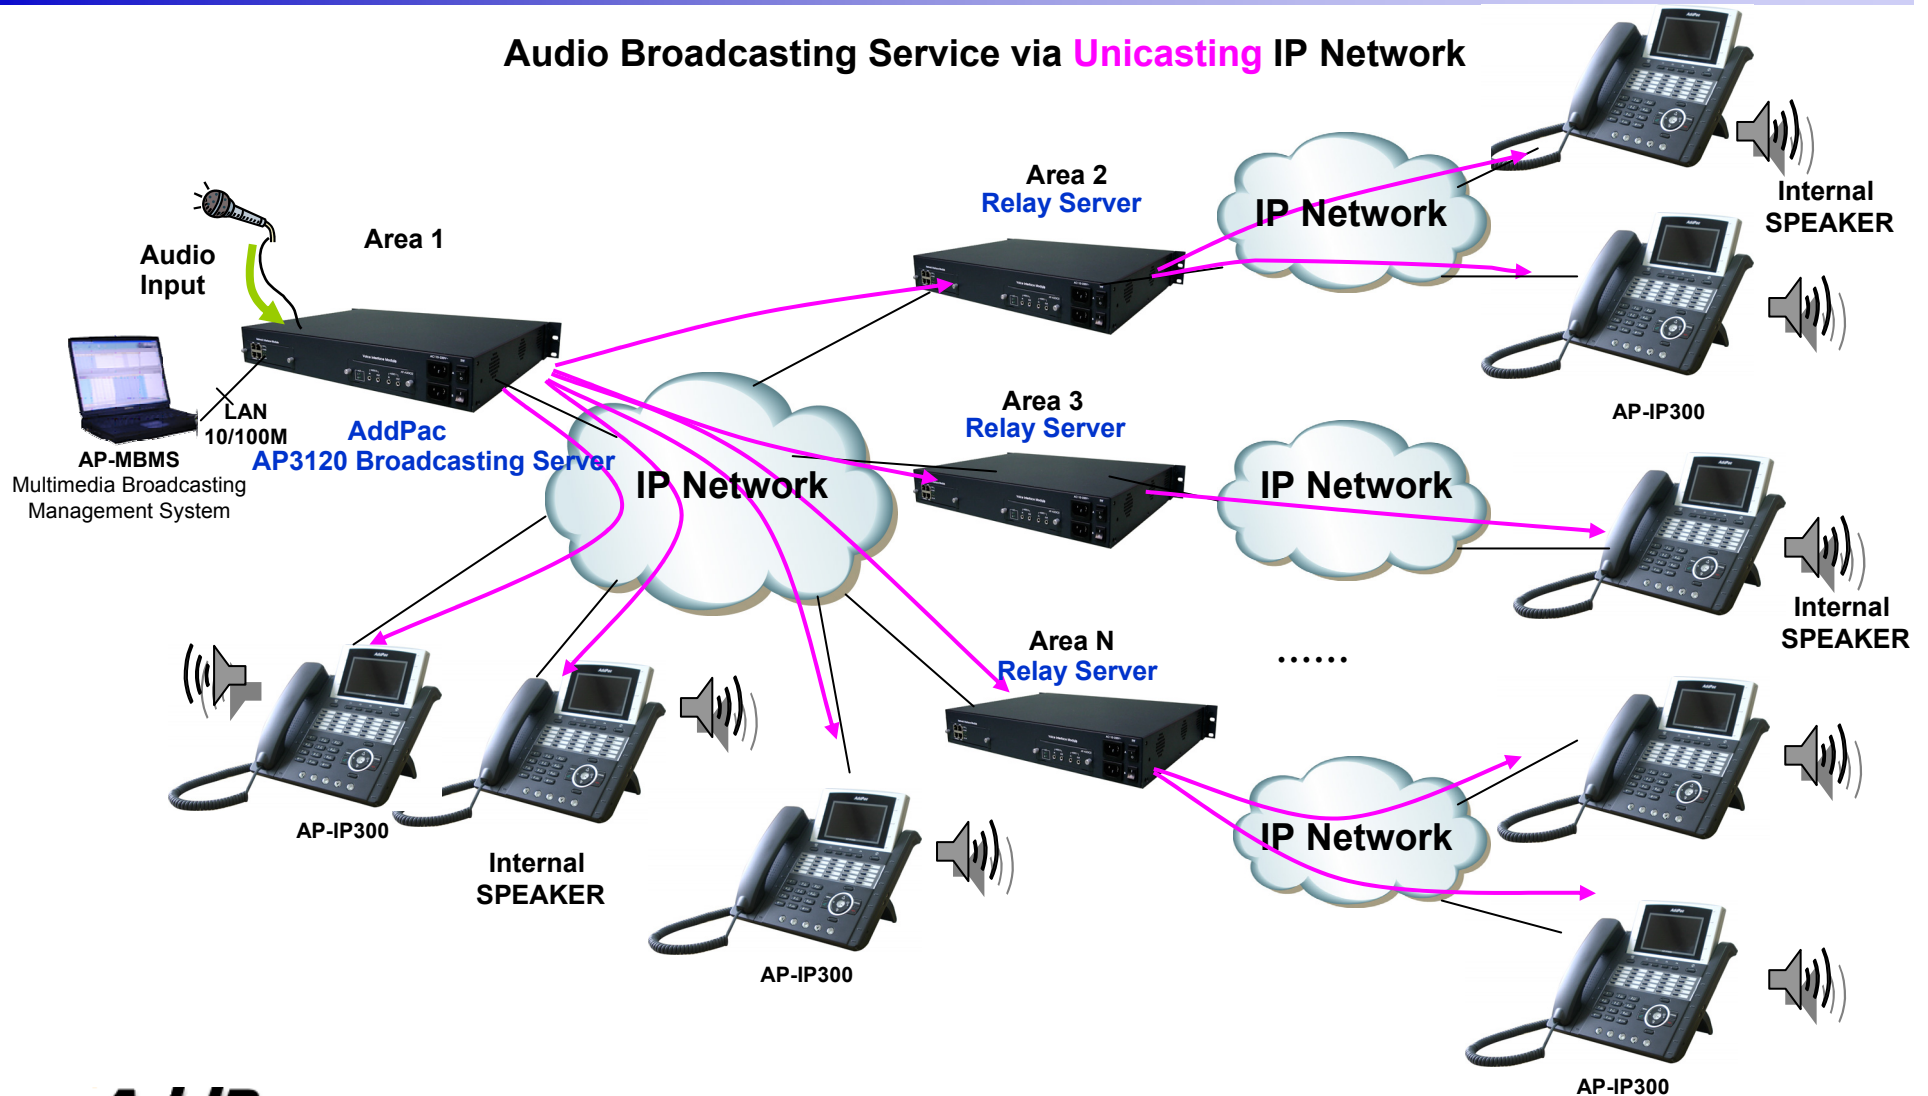 Audio Broadcasting Service via Unicasting IP Network
Area 2
Relay Server
IP Network
Internal
SPEAKER
Audio
Input
Area 1
LAN
10/100M
AP-MBMS
Multimedia Broadcasting
Management System
AddPac
AP3120 Broadcasting Server
IP Network
Area 3
Relay Server
IP Network
AP-IP300
Internal
SPEAKER
Area N
Relay Server
......
IP Network
AP-IP300
Internal
SPEAKER
AP-IP300
AP-IP300